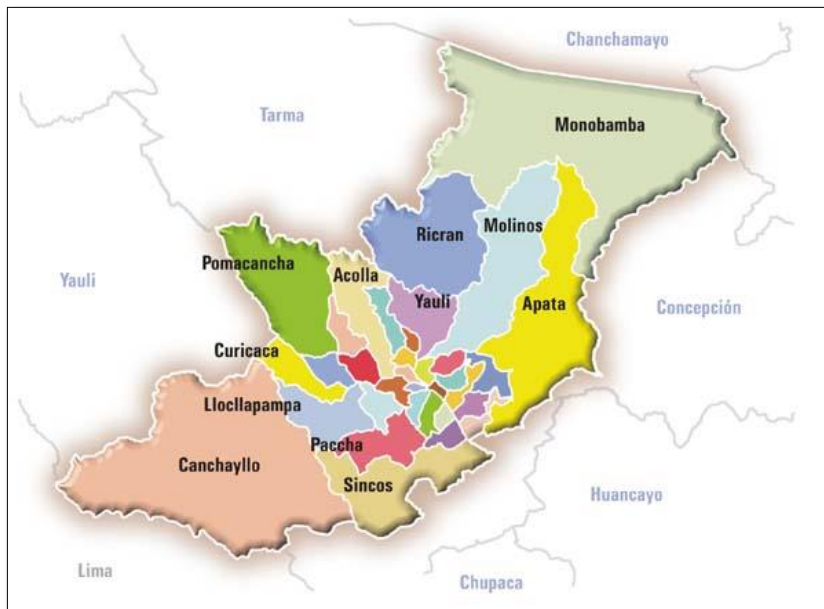 Chanchamayo
Tarma
Monobamba
Ricran
Molinos
Pomacancha
Acolla
Yauli
Yauli
Apata
Concepción
Curicaca
Llocllapampa
Paccha
Canchayllo
Sincos
Huancayo
Lima
Chupaca